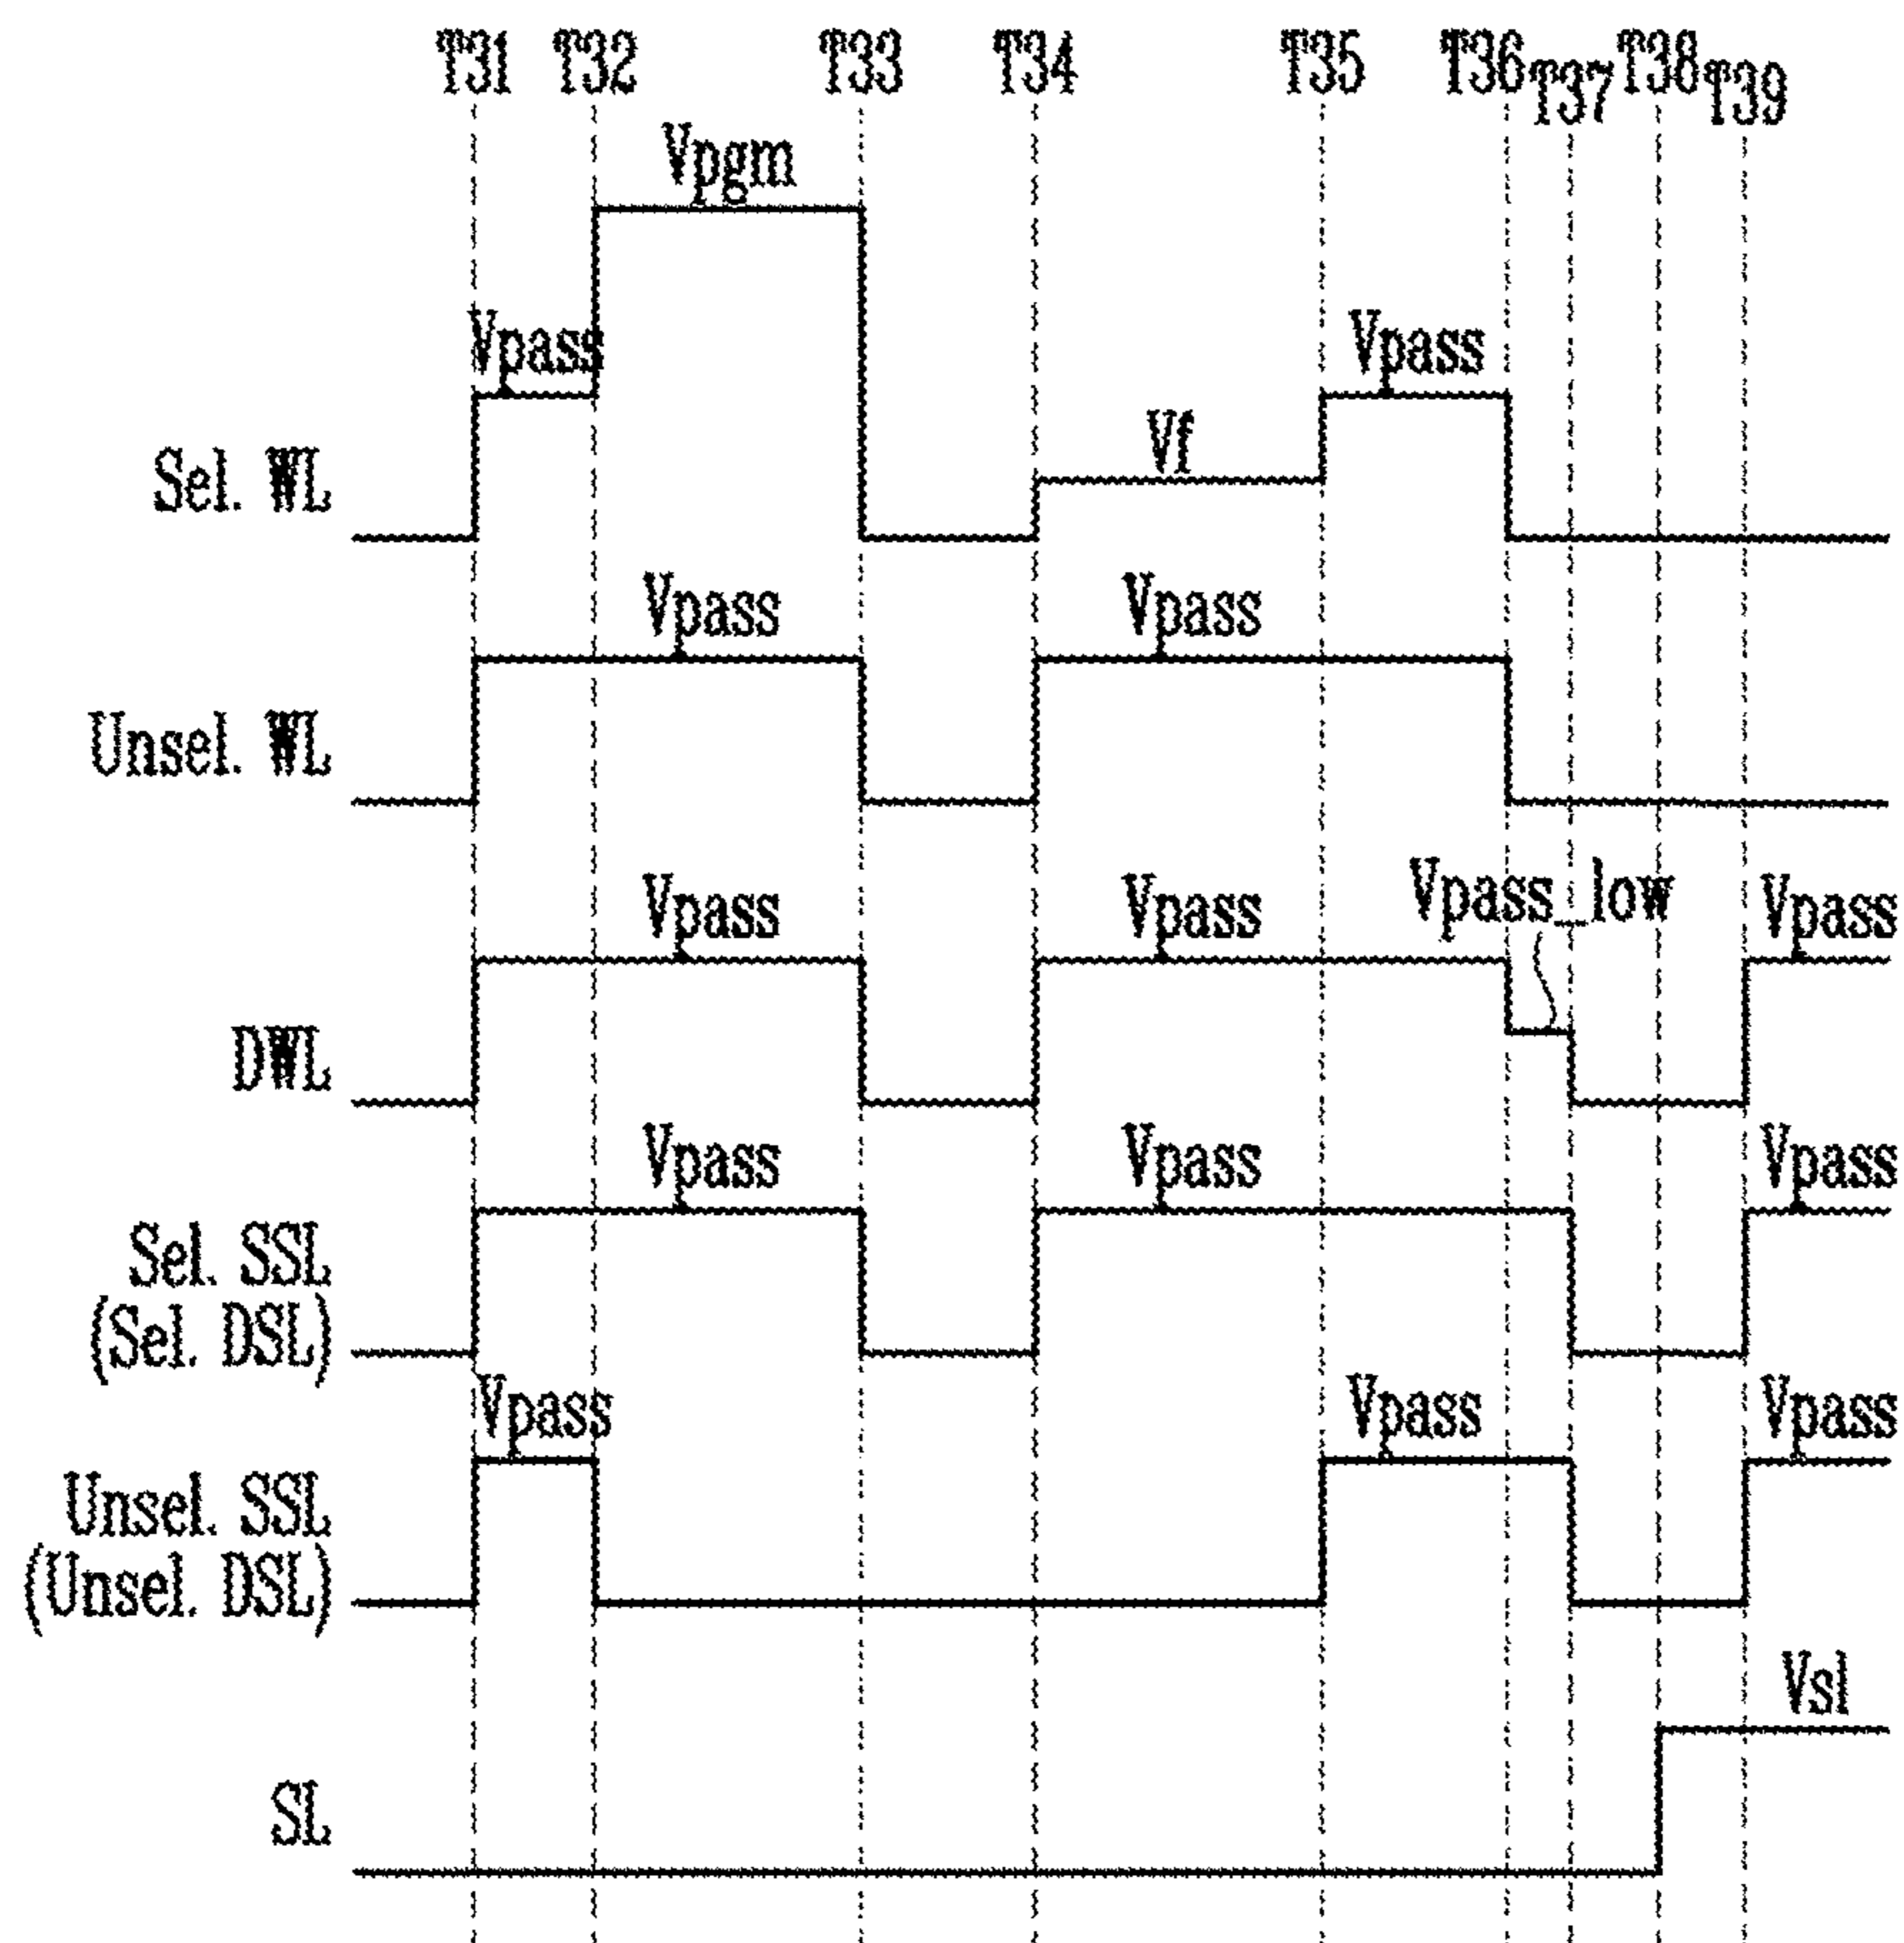 T31 T32 T33 T34 T35 T36 T37 T38 T39
Vpgm
Vpass Vpass
Vf
Sel. WL
Vpass Vpass
Unsel. WL
Vpass Vpass Vpass_low Vpass
DWL
Vpass Vpass Vpass
Sel. SSL
(Sel. DSL)
Vpass Vpass Vpass
Unsel. SSL
(Unsel. DSL)
Vsl
SL